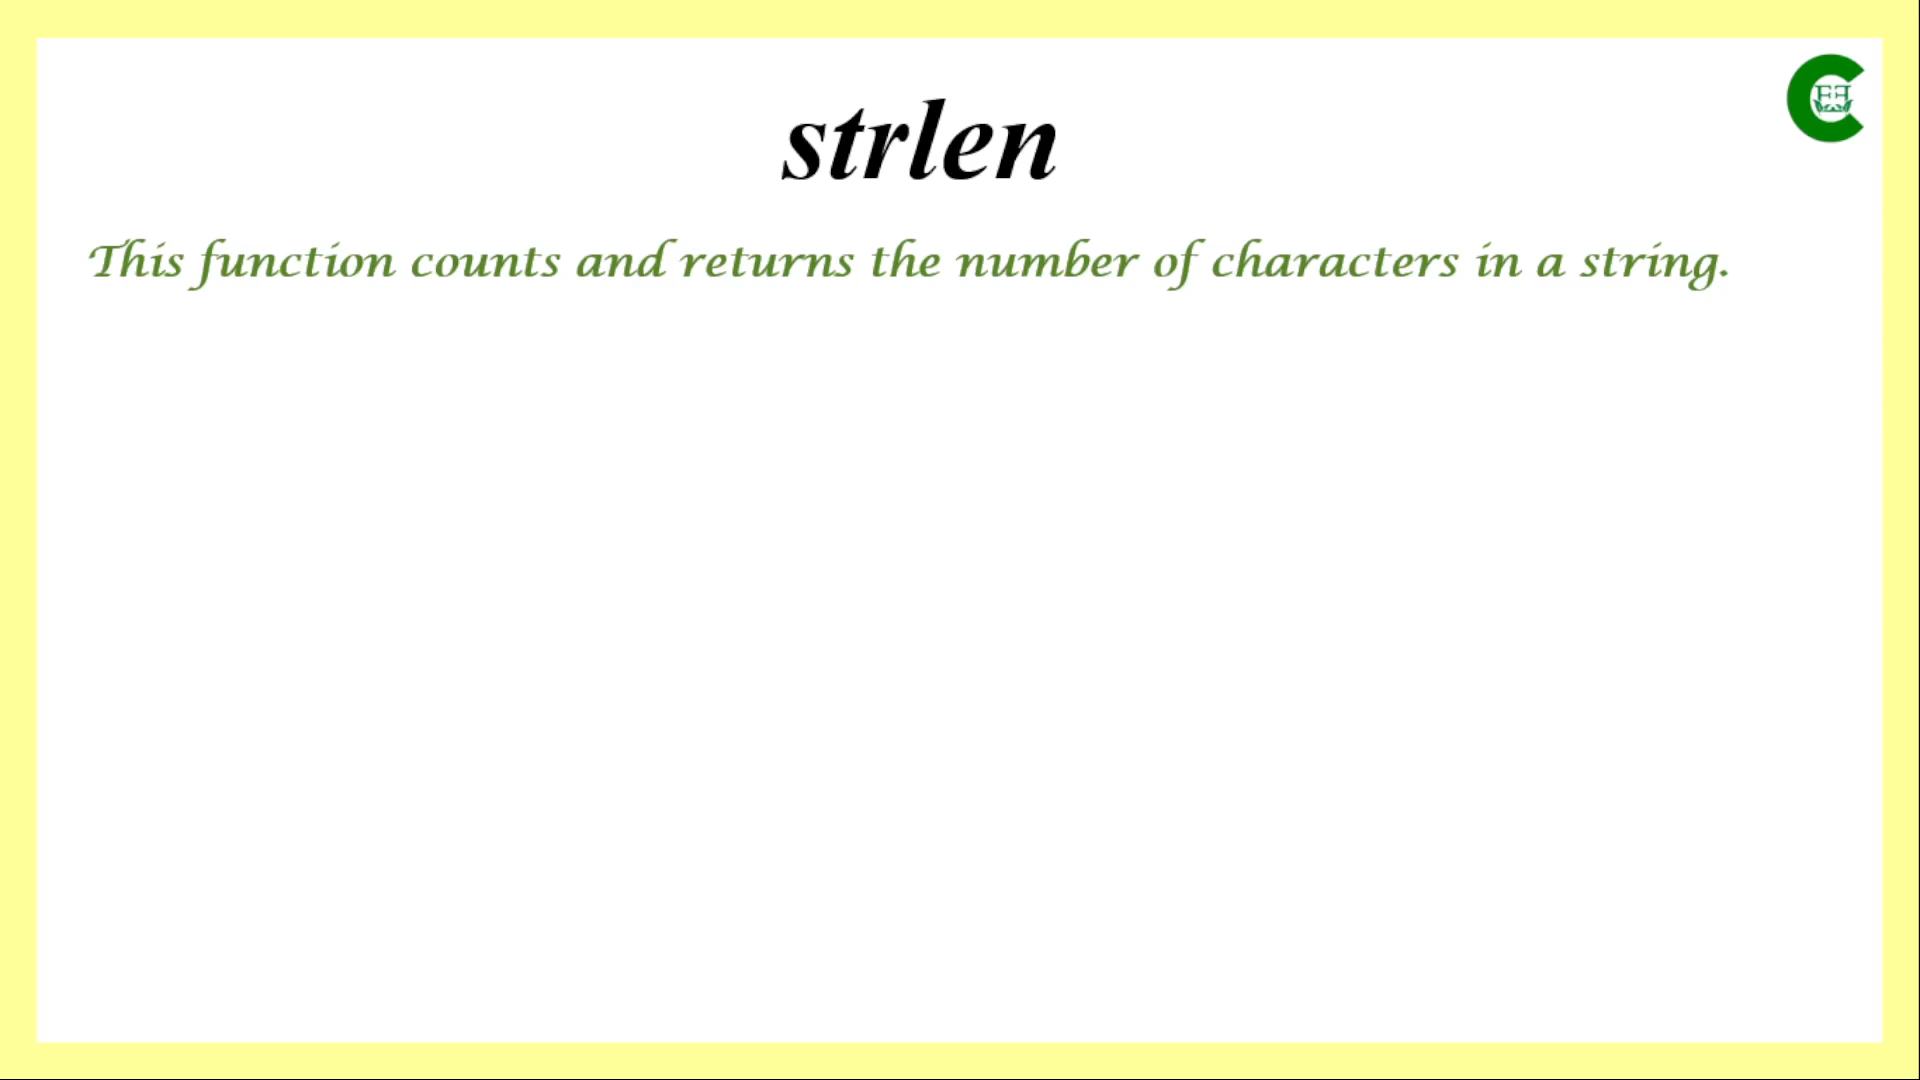 strlen
This function counts and returns the number of characters in a string.